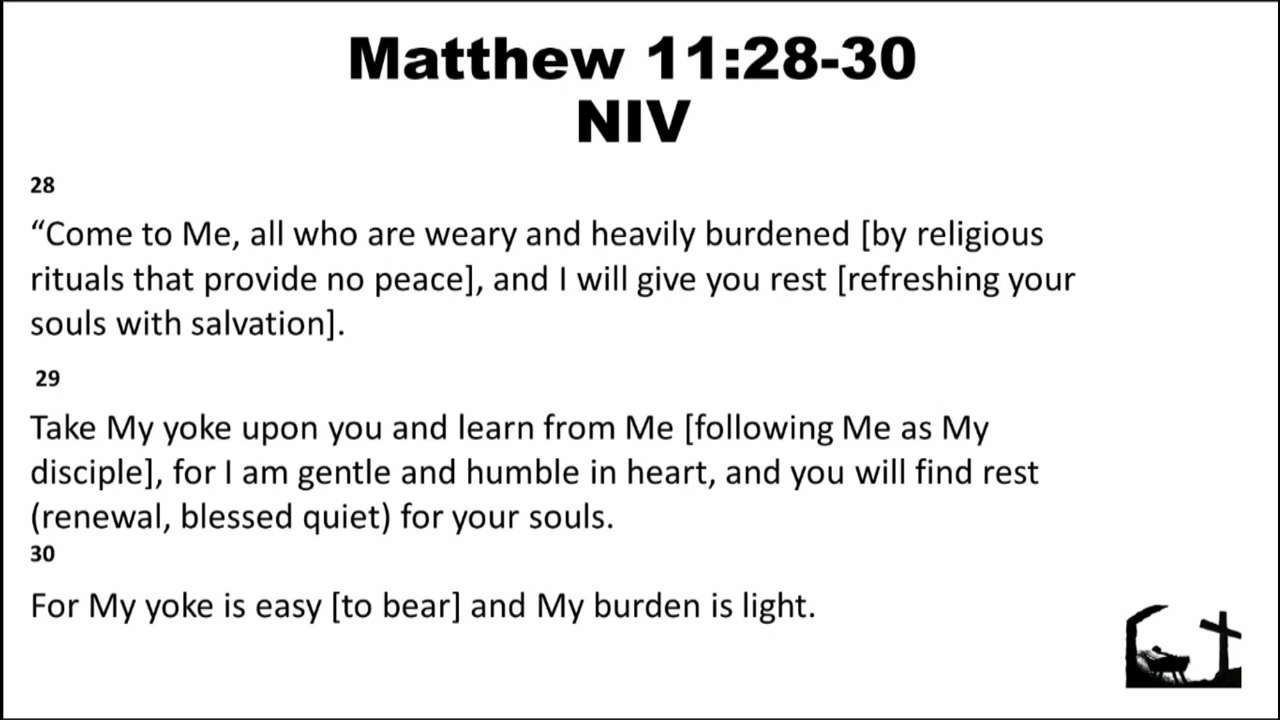 Matthew 11:28-30
NIV
28
“Come to Me, all who are weary and heavily burdened [by religious
rituals that provide no peace], and I will give you rest [refreshing your
souls with salvation].
29
Take My yoke upon you and learn from Me [following Me as My
disciple], for I am gentle and humble in heart, and you will find rest
(renewal, blessed quiet) for your souls.
30
For My yoke is easy [to bear] and My burden is light.